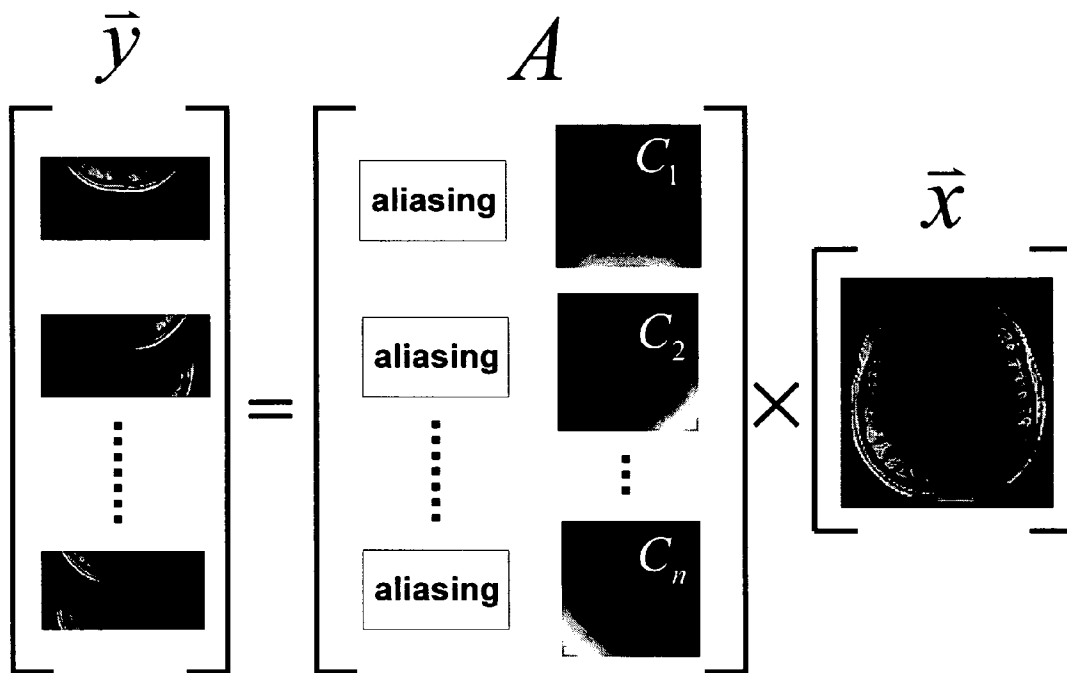 y⃗
A
x⃗
=
×
aliasing
C₁
aliasing
C₂
aliasing
Cₙ